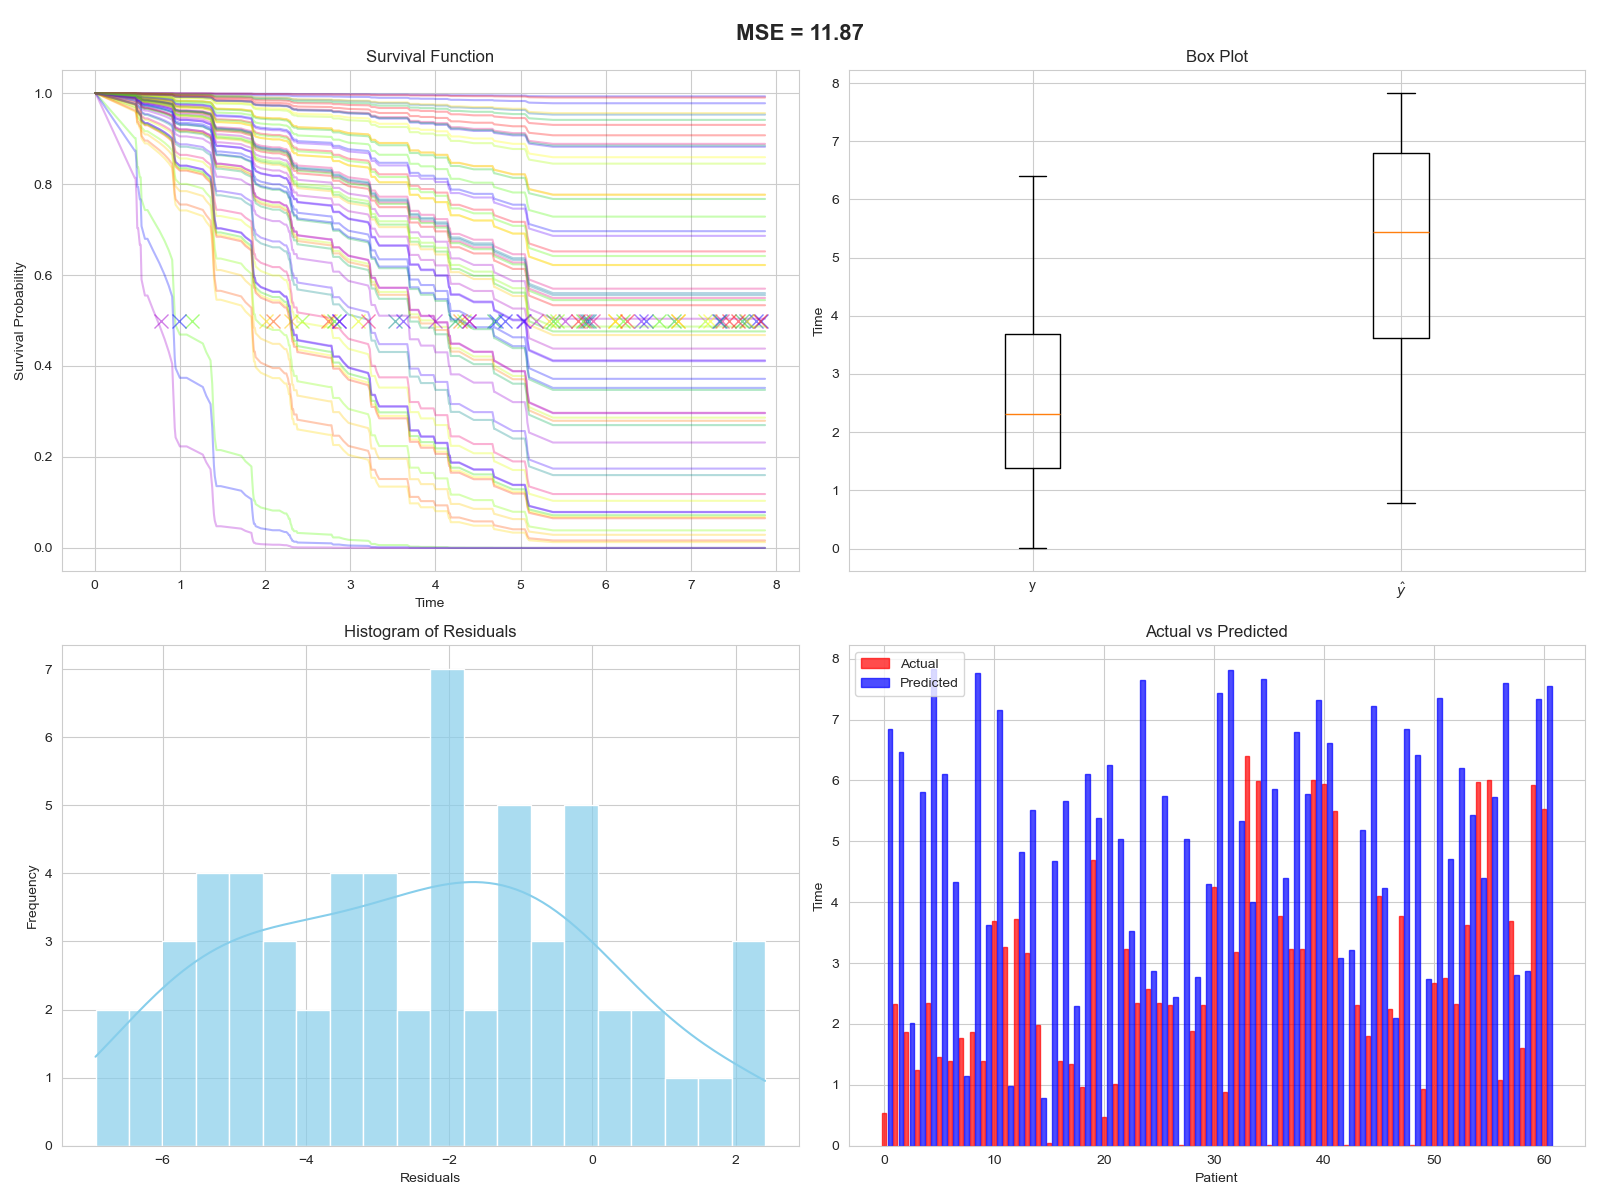 MSE = 11.87
Survival Function
Survival Probability
1.0
0.8
0.6
0.4
0.2
0.0
0 1 2 3 4 5 6 7 8
Time
Box Plot
Time
8
7
6
5
4
3
2
1
0
y ŷ
Histogram of Residuals
Frequency
7
6
5
4
3
2
1
0
−6 −4 −2 0 2
Residuals
Actual vs Predicted
Actual
Predicted
Time
8
7
6
5
4
3
2
1
0
0 10 20 30 40 50 60
Patient